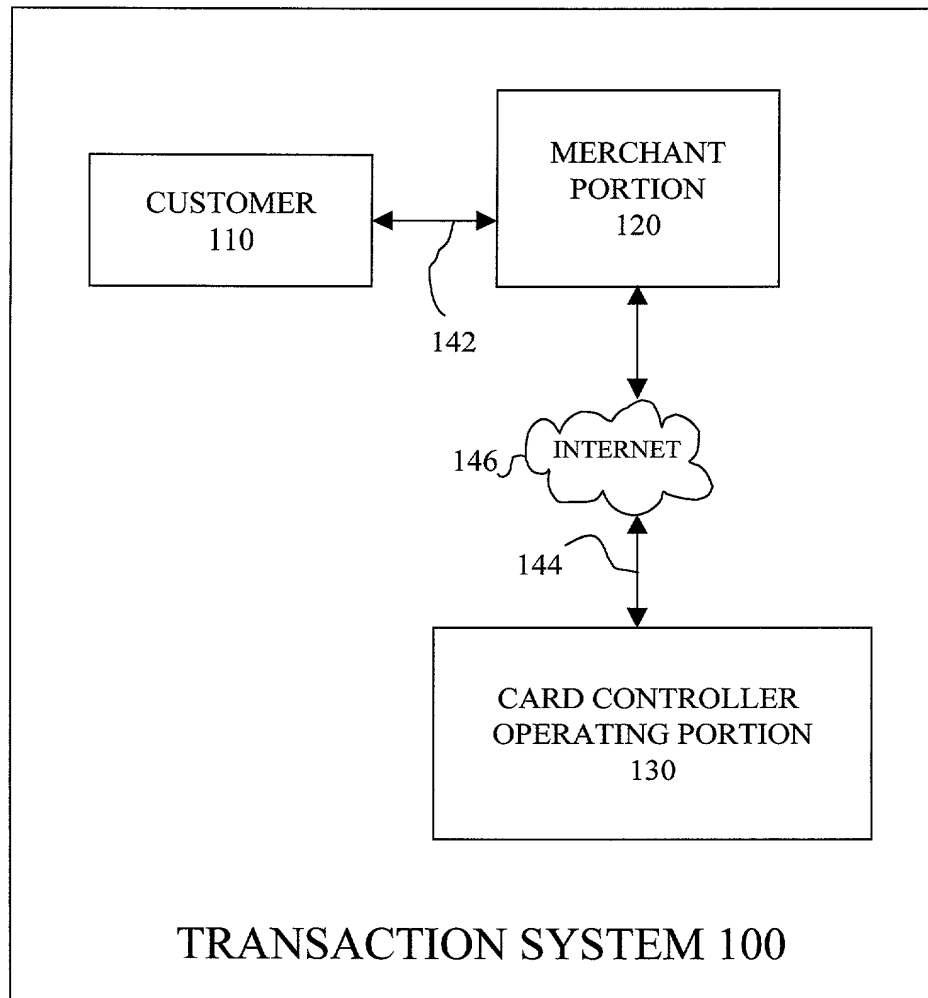 MERCHANT
PORTION
120
CUSTOMER
110
142
INTERNET
146
144
CARD CONTROLLER
OPERATING PORTION
130
TRANSACTION SYSTEM 100